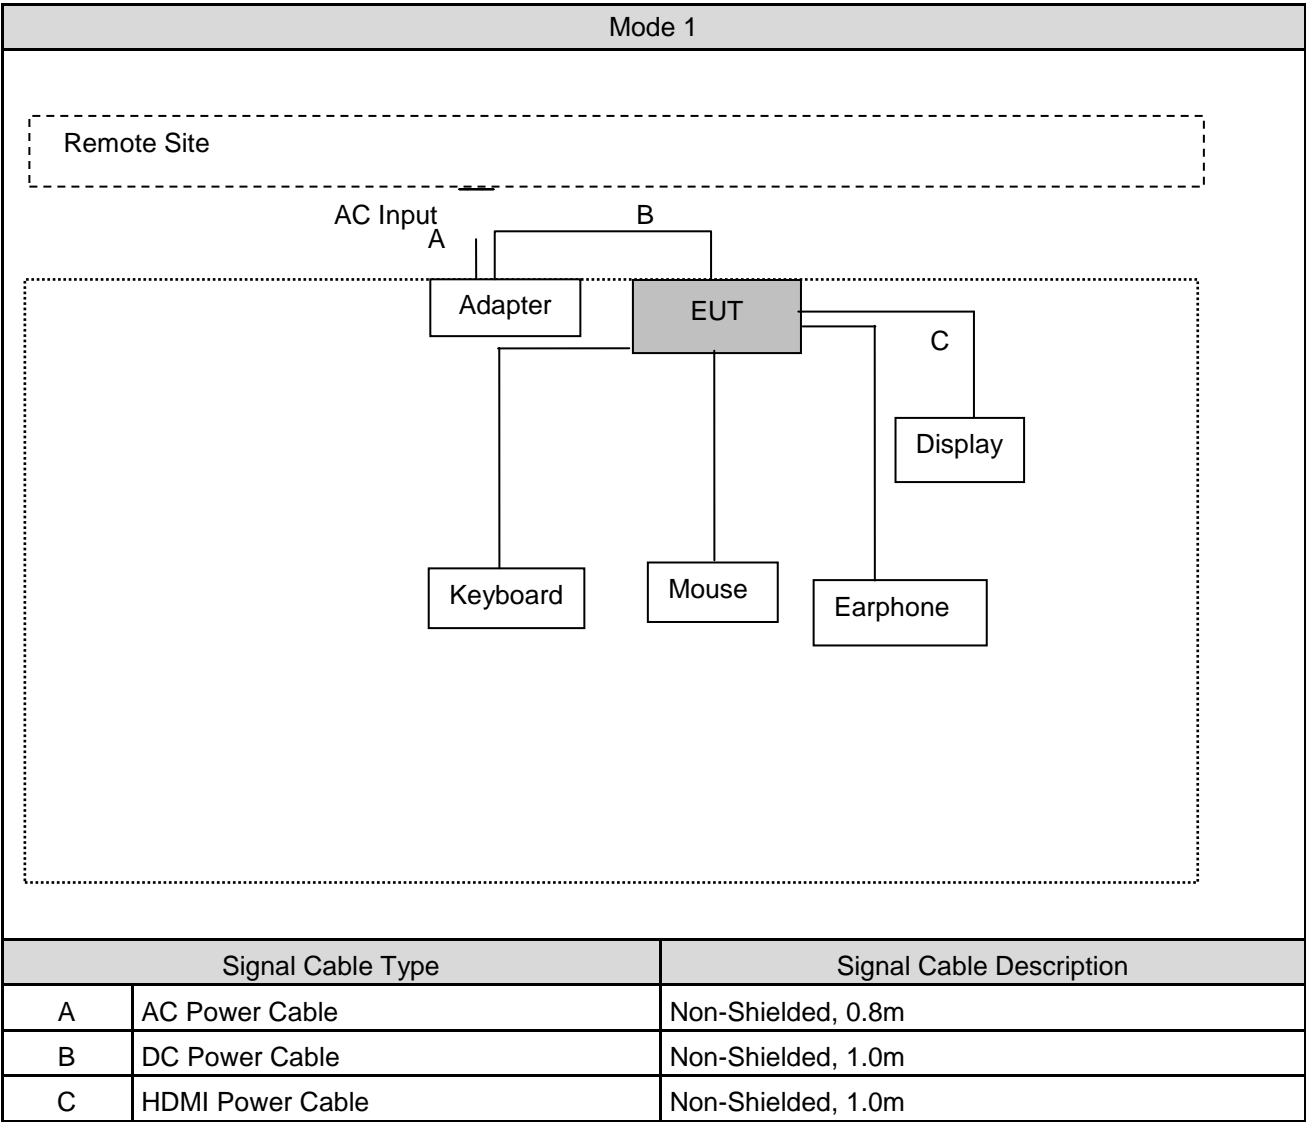 Mode 1
Remote Site
AC Input
B
A
Adapter
EUT
C
Display
Keyboard
Mouse
Earphone
Signal Cable Type Signal Cable Description
A AC Power Cable Non-Shielded, 0.8m
B DC Power Cable Non-Shielded, 1.0m
C HDMI Power Cable Non-Shielded, 1.0m